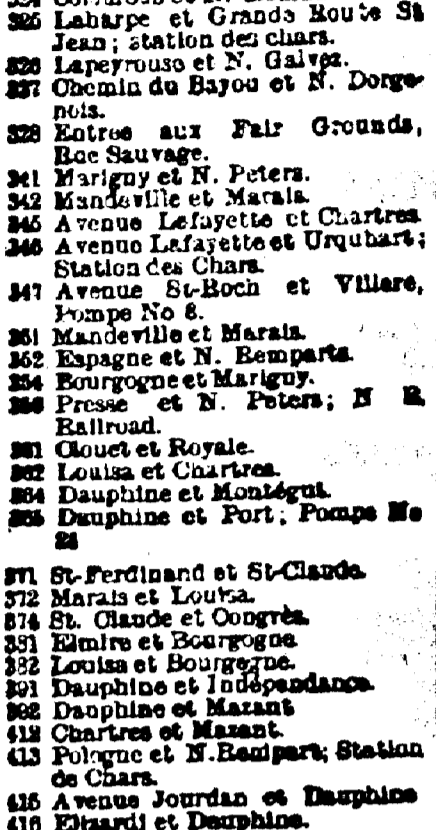 325 Laharpe et Grande Route St
Jean; station des chars.
326 Lapeyrouse et N. Galvez.
327 Chemin du Bayou et N. Dorge-
nois.
328 Entree aux Fair Grounds,
Rue Sauvage.
341 Marigny et N. Peters.
342 Mandeville et Marais.
345 Avenue Lefayette et Chartres
346 Avenue Lafayette et Urquhart;
Station des Chars.
347 Avenue St-Roch et Villere,
Pompe No 8.
351 Mandeville et Marais.
352 Espagne et N. Remparts.
354 Bourgogne et Marigny.
Presse et N. Peters; N E.
Railroad.
361 Clouet et Royale.
362 Louisa et Chartres.
364 Dauphine et Montégut.
365 Dauphine et Port; Pompe No
24
371 St-Ferdinand et St-Claude.
372 Marais et Louisa.
374 St. Claude et Congrès.
381 Elmire et Bourgogne
382 Louisa et Bourgogne.
391 Dauphine et Indépendance.
392 Dauphine et Mazant
412 Chartres et Mazant.
413 Pologne et N. Rempart; Station
de Chars.
415 Avenue Jourdan et Dauphine
416 Elizardi et Dauphine.